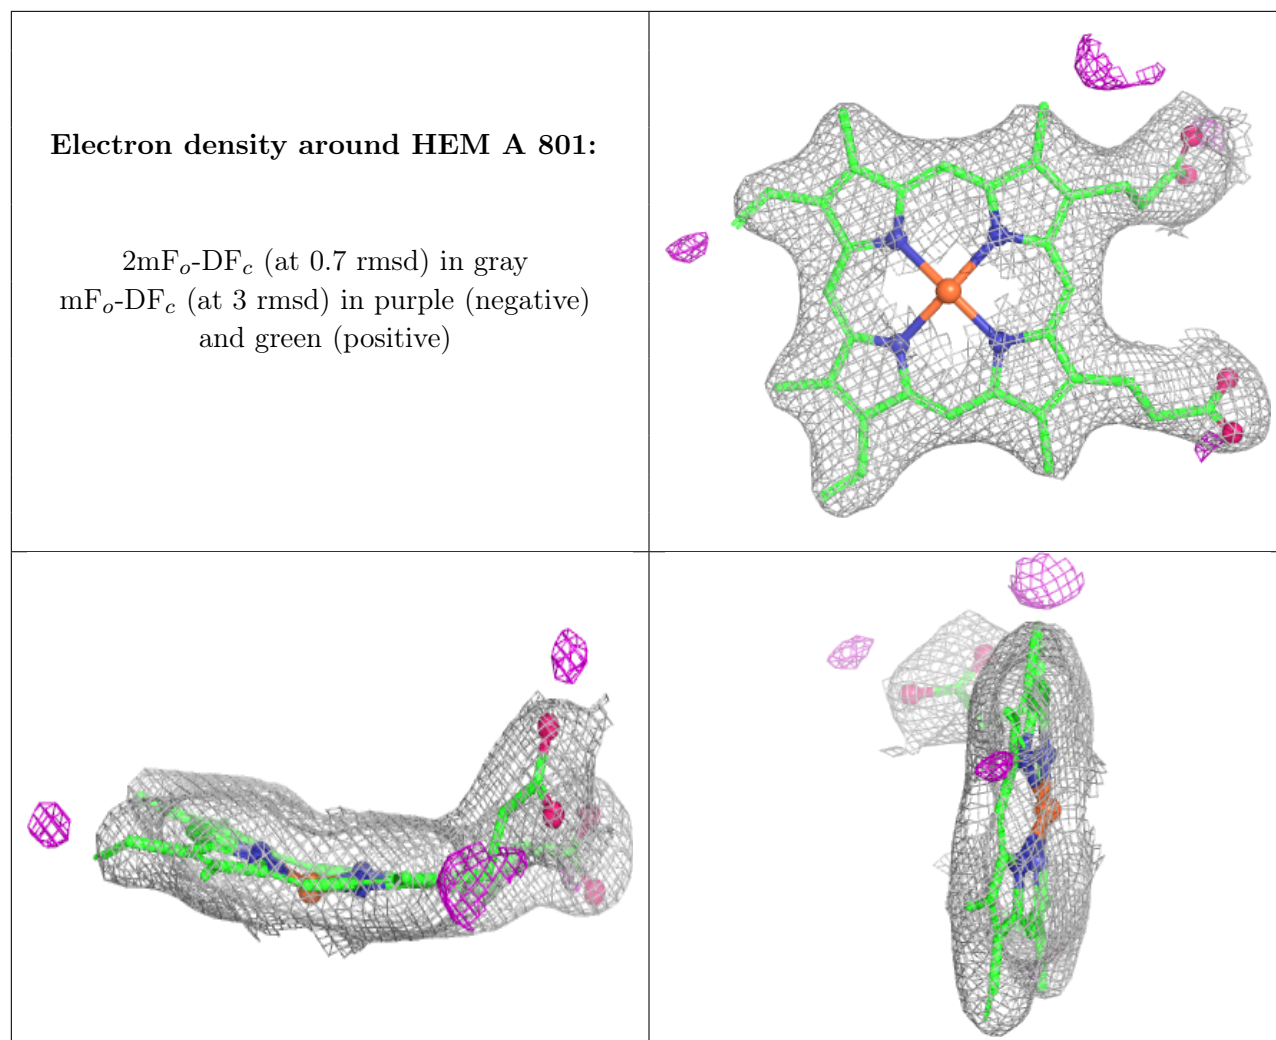 Electron density around HEM A 801:
2mFₒ-DF𝒸 (at 0.7 rmsd) in gray
mFₒ-DF𝒸 (at 3 rmsd) in purple (negative)
and green (positive)